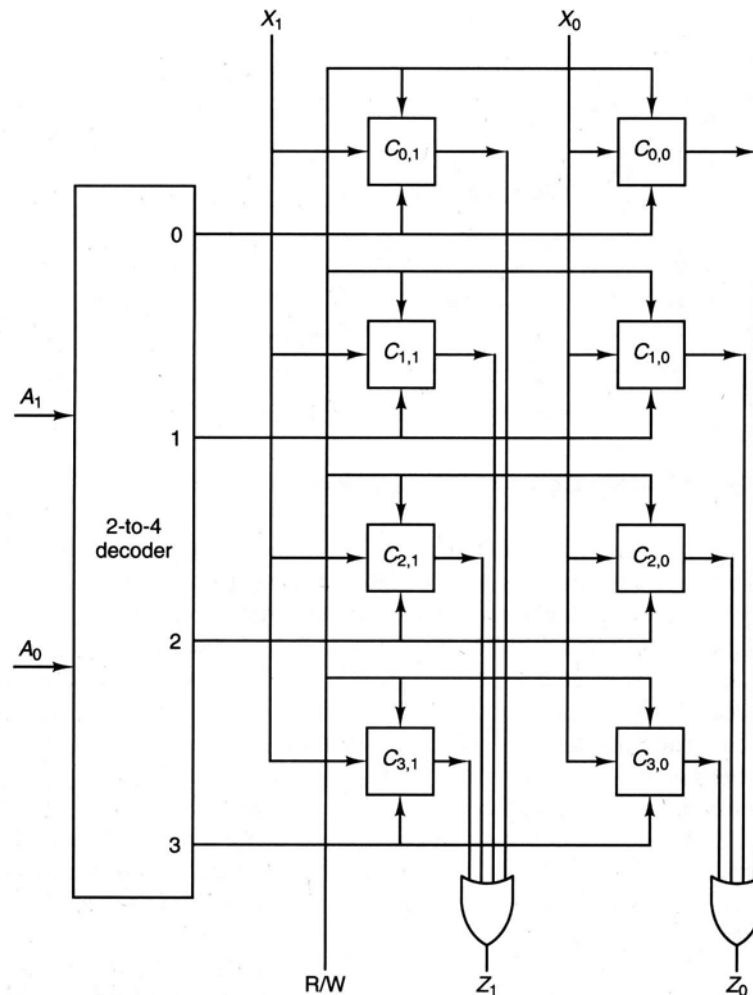 X₁ X₀
C₀,₁ C₀,₀
0
C₁,₁ C₁,₀
A₁
1
2-to-4
decoder
C₂,₁ C₂,₀
A₀
2
C₃,₁ C₃,₀
3
R/W Z₁ Z₀